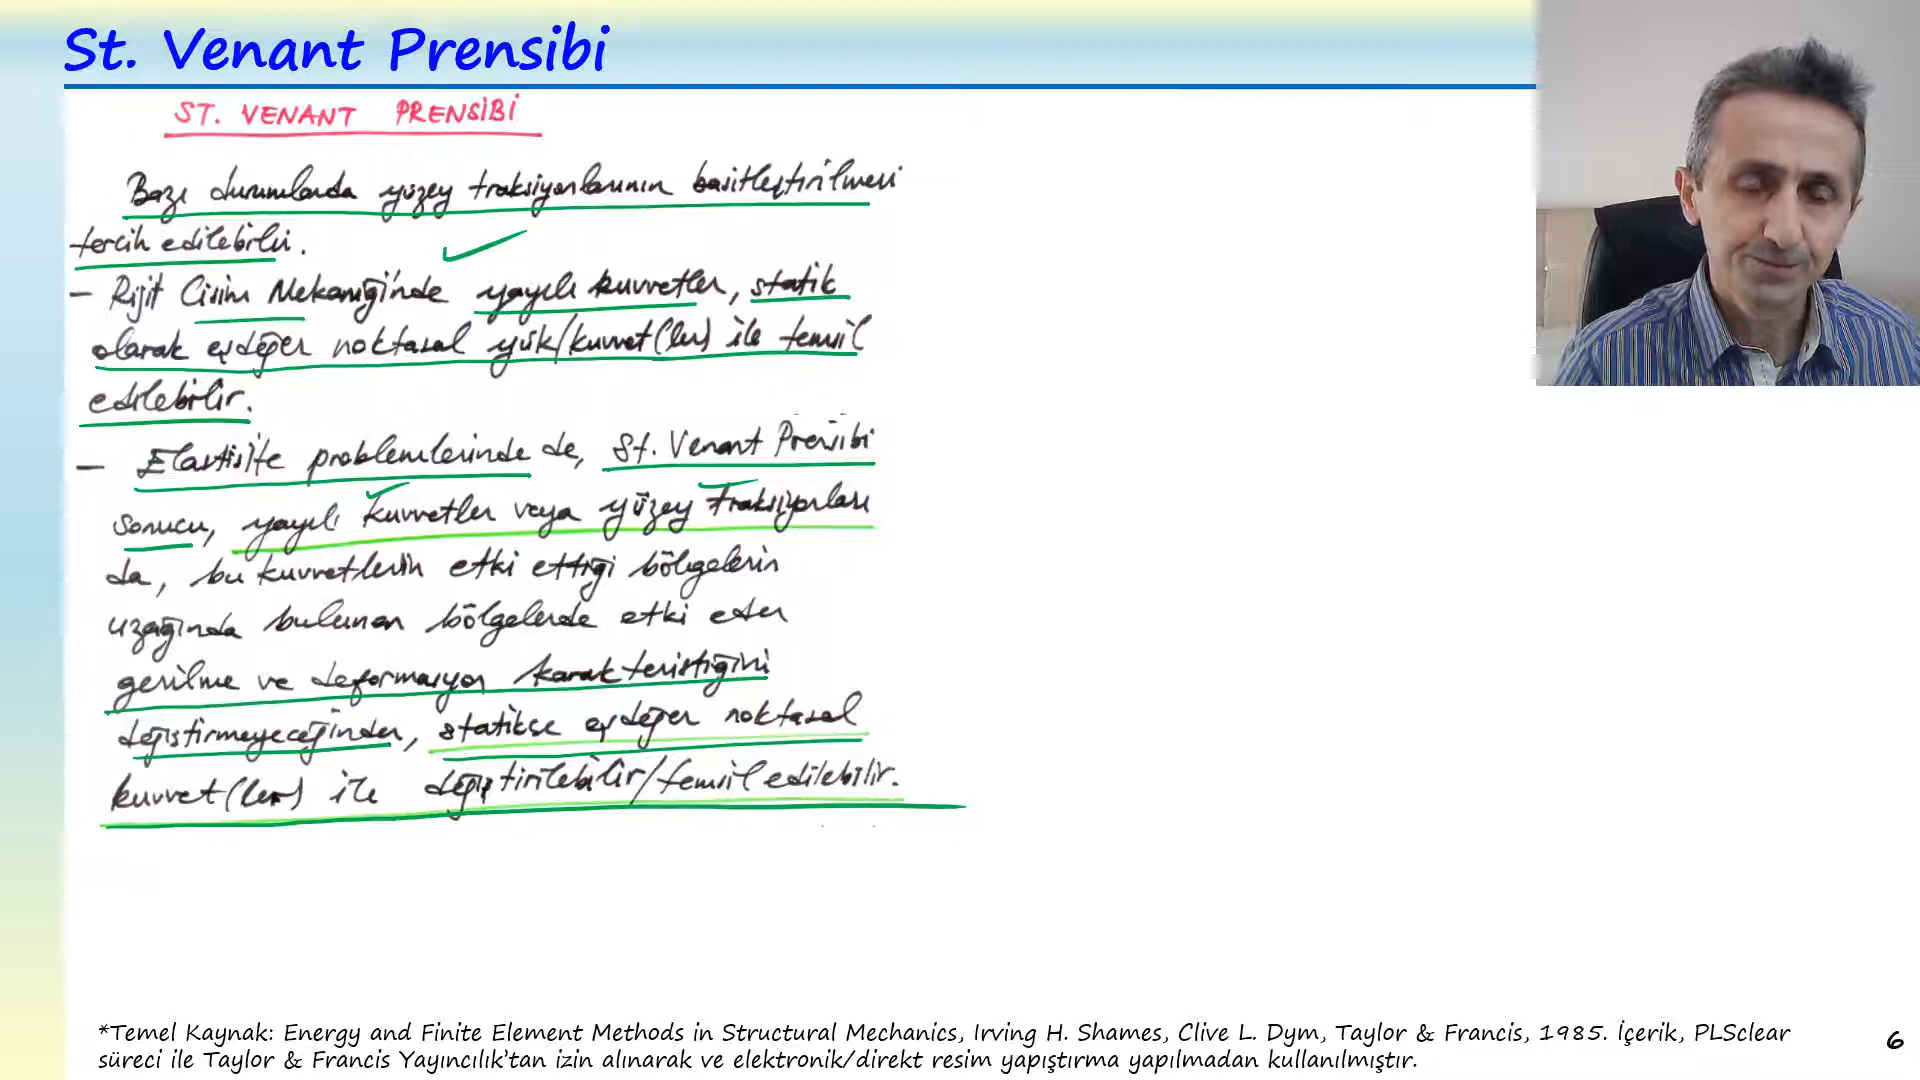 St. Venant Prensibi
ST. VENANT PRENSİBİ
Bazı durumlarda yüzey traksiyonlarının basitleştirilmesi
tercih edilebilir.
- Rijit Cisim Mekaniğinde yayılı kuvvetler, statik
olarak eşdeğer noktasal yük/kuvvet(ler) ile temsil
edilebilir.
- Elastisite problemlerinde de, St. Venant Prensibi
sonucu, yayılı kuvvetler veya yüzey traksiyonları
da, bu kuvvetlerin etki ettiği bölgelerin
uzağında bulunan bölgelerde etki eden
gerilme ve deformasyon karakteristiğini
değiştirmeyeceğinden, statikçe eşdeğer noktasal
kuvvet(ler) ile değiştirilebilir/temsil edilebilir.
*Temel Kaynak: Energy and Finite Element Methods in Structural Mechanics, Irving H. Shames, Clive L. Dym, Taylor & Francis, 1985. İçerik, PLSclear
süreci ile Taylor & Francis Yayıncılık'tan izin alınarak ve elektronik/direkt resim yapıştırma yapılmadan kullanılmıştır.
6